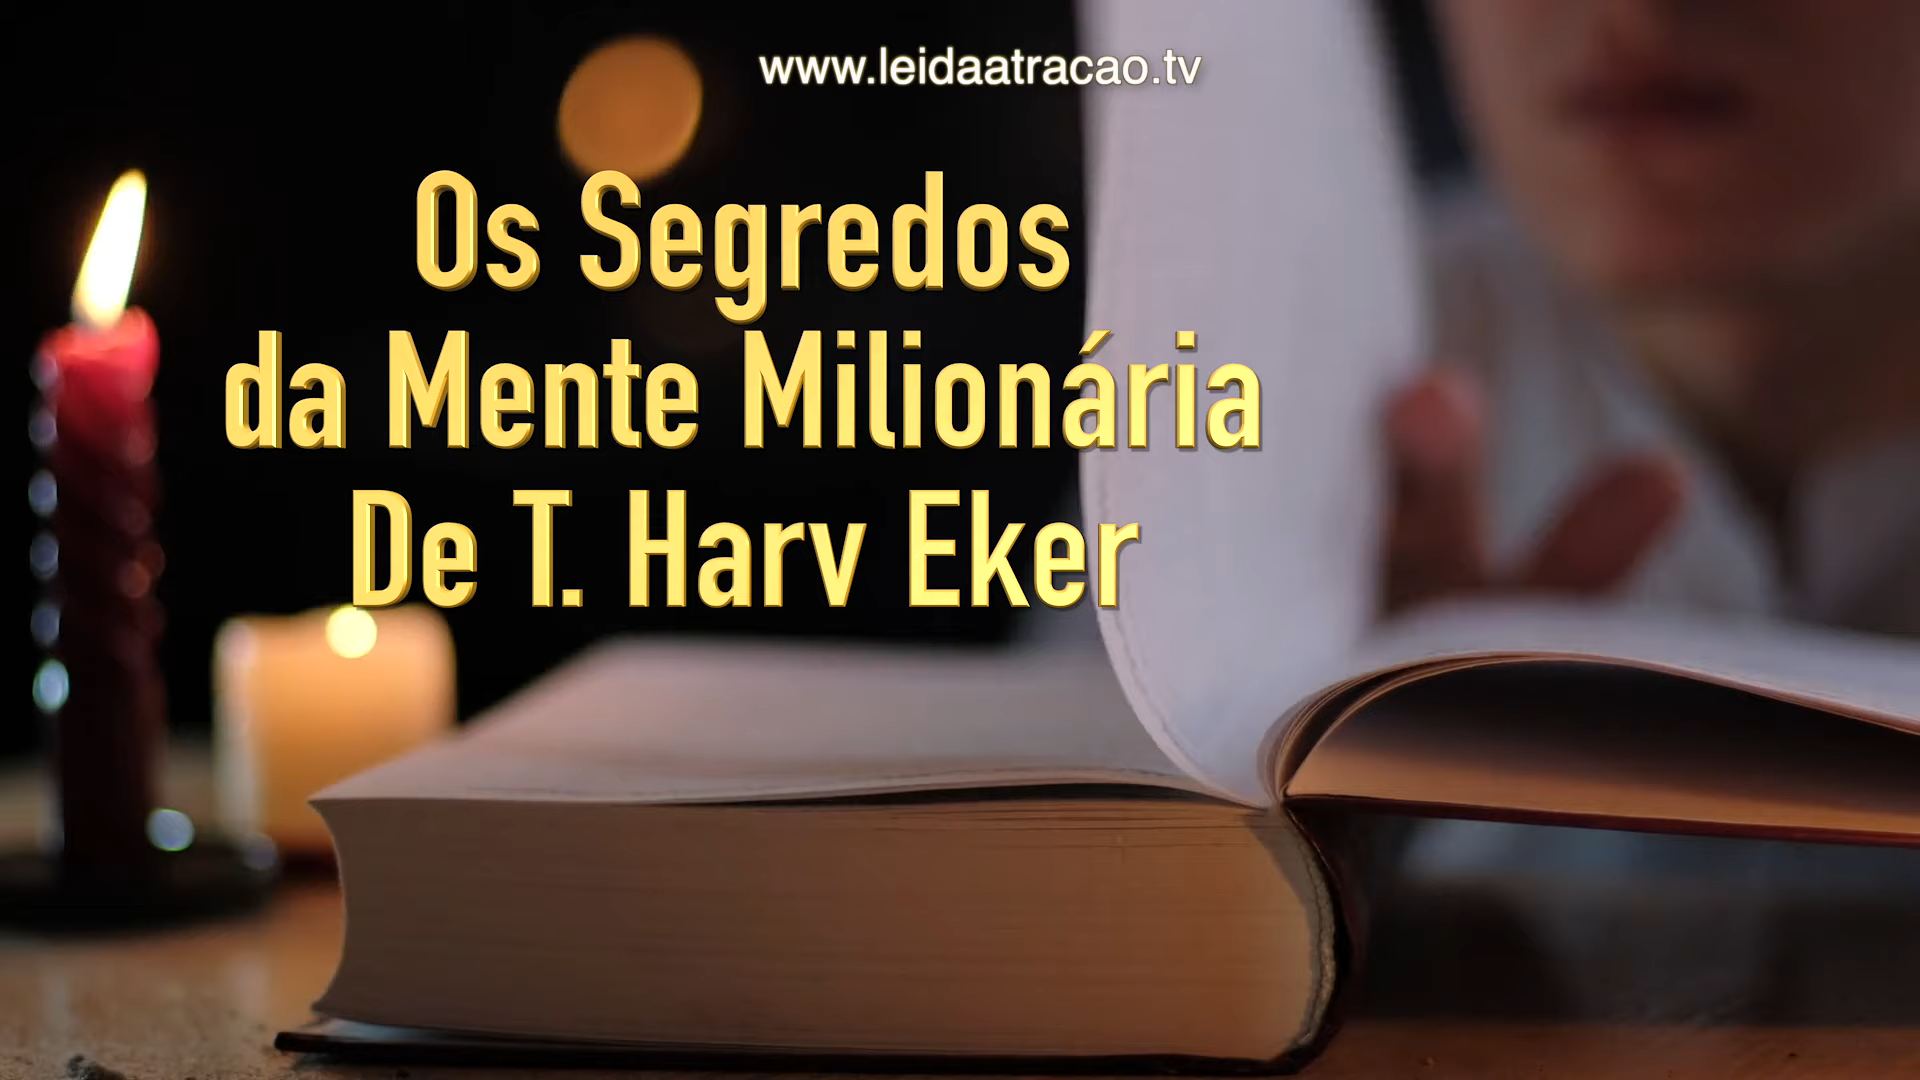 www.leidaatracao.tv
Os Segredos
da Mente Milionária
De T. Harv Eker